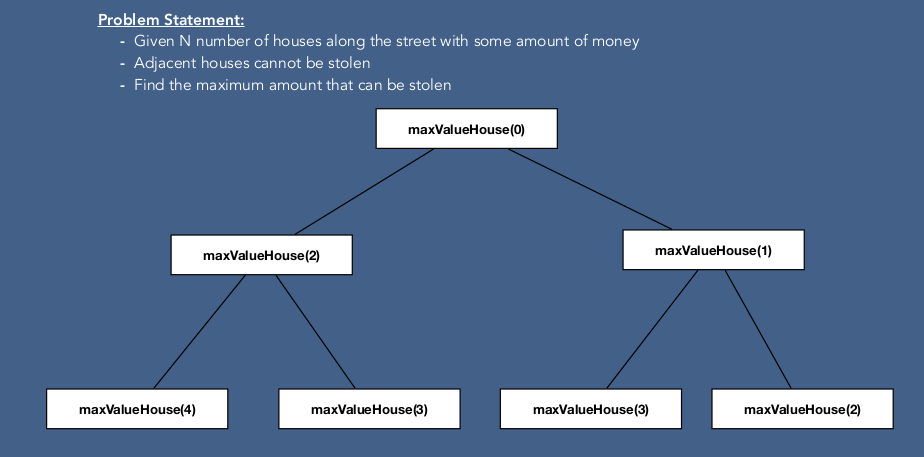 Problem Statement:
- Given N number of houses along the street with some amount of money
- Adjacent houses cannot be stolen
- Find the maximum amount that can be stolen
maxValueHouse(0)
maxValueHouse(2)
maxValueHouse(1)
maxValueHouse(4)
maxValueHouse(3)
maxValueHouse(3)
maxValueHouse(2)